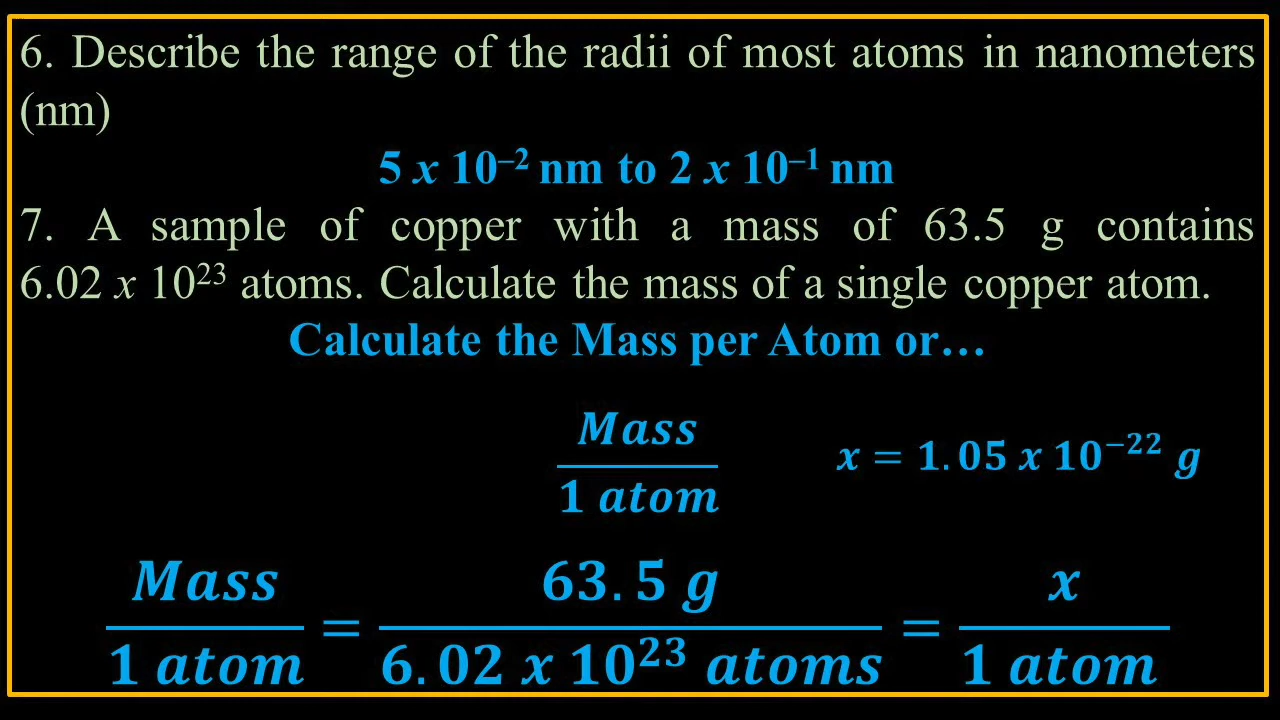 6. Describe the range of the radii of most atoms in nanometers
(nm)
5 x 10⁻² nm to 2 x 10⁻¹ nm
7. A sample of copper with a mass of 63.5 g contains
6.02 x 10²³ atoms. Calculate the mass of a single copper atom.
Calculate the Mass per Atom or…
Mass
1 atom
x = 1.05 x 10⁻²² g
Mass 63.5 g x
= =
1 atom 6.02 x 10²³ atoms 1 atom